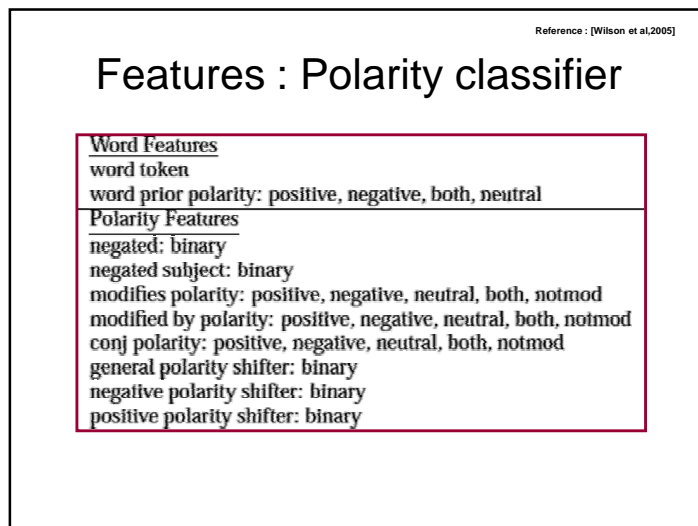 Reference : [Wilson et al,2005]
Features : Polarity classifier
Word Features
word token
word prior polarity: positive, negative, both, neutral
Polarity Features
negated: binary
negated subject: binary
modifies polarity: positive, negative, neutral, both, notmod
modified by polarity: positive, negative, neutral, both, notmod
conj polarity: positive, negative, neutral, both, notmod
general polarity shifter: binary
negative polarity shifter: binary
positive polarity shifter: binary